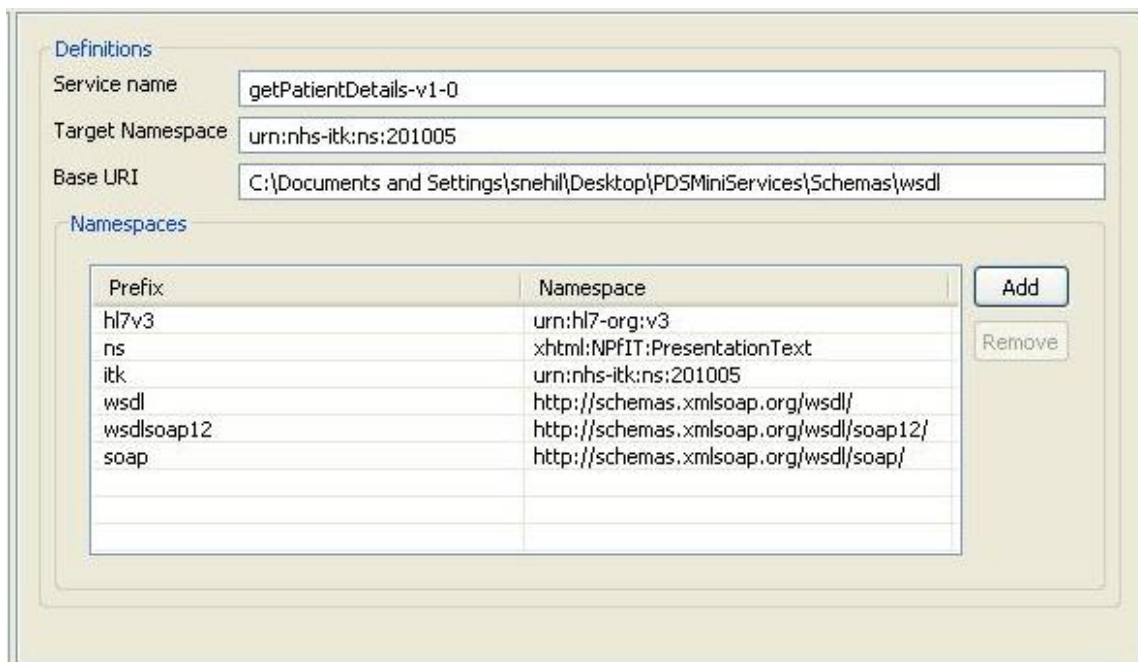 Definitions
Service name getPatientDetails-v1-0
Target Namespace urn:nhs-itk:ns:201005
Base URI C:\Documents and Settings\snehil\Desktop\PDSMiniServices\Schemas\wsdl
Namespaces
Prefix Namespace Add
hl7v3 urn:hl7-org:v3
ns xhtml:NPfIT:PresentationText Remove
itk urn:nhs-itk:ns:201005
wsdl http://schemas.xmlsoap.org/wsdl/
wsdlsoap12 http://schemas.xmlsoap.org/wsdl/soap12/
soap http://schemas.xmlsoap.org/wsdl/soap/